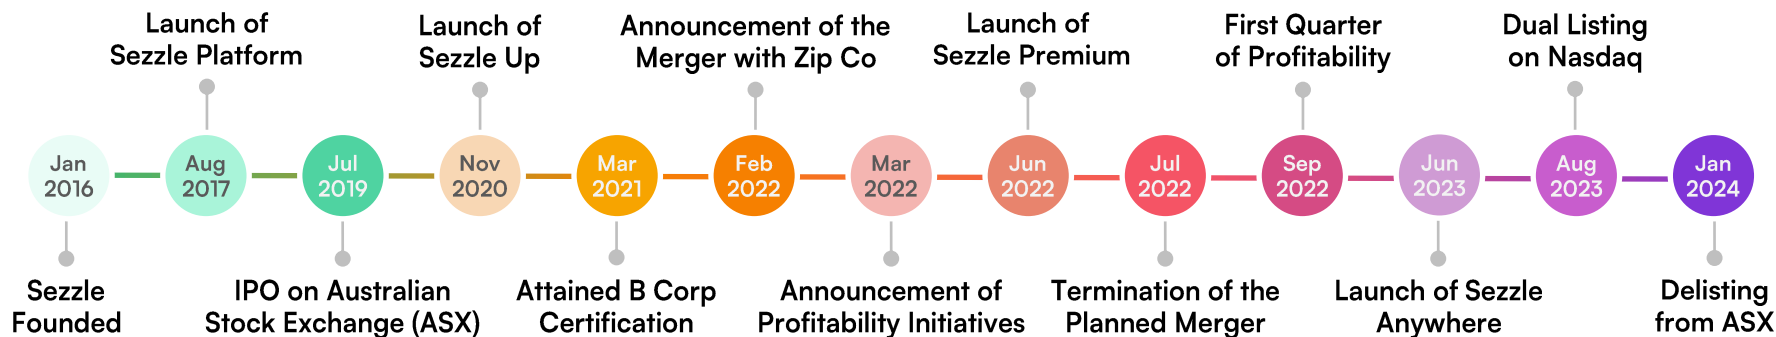 Launch of
Sezzle Platform
Launch of
Sezzle Up
Announcement of the
Merger with Zip Co
Launch of
Sezzle Premium
First Quarter
of Profitability
Dual Listing
on Nasdaq
Jan
2016
Aug
2017
Jul
2019
Nov
2020
Mar
2021
Feb
2022
Mar
2022
Jun
2022
Jul
2022
Sep
2022
Jun
2023
Aug
2023
Jan
2024
Sezzle
Founded
IPO on Australian
Stock Exchange (ASX)
Attained B Corp
Certification
Announcement of
Profitability Initiatives
Termination of the
Planned Merger
Launch of Sezzle
Anywhere
Delisting
from ASX